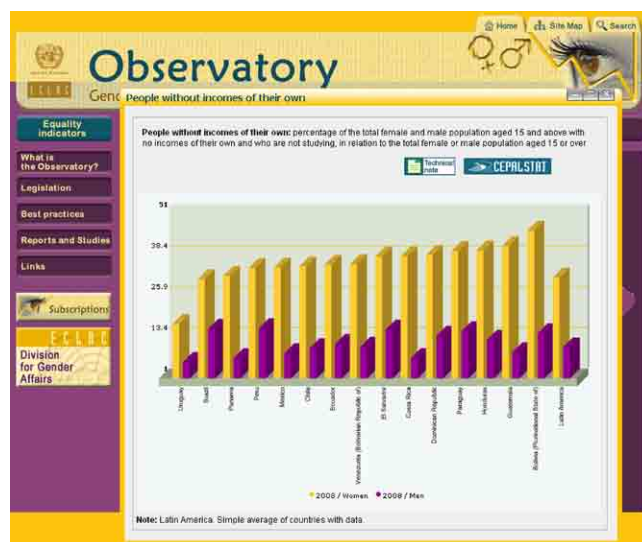 Home
Site Map
Search
Observatory
ECLAC
Gend
People without incomes of their own
Equality
indicators
What is
the Observatory?
Legislation
Best practices
Reports and Studies
Links
Subscriptions
ECLAC
Division
for Gender
Affairs
People without incomes of their own: percentage of the total female and male population aged 15 and above with
no incomes of their own and who are not studying, in relation to the total female or male population aged 15 or over
Technical
note
CEPALSTAT
51
38.4
25.9
13.4
1
Uruguay
Brazil
Panama
Peru
Mexico
Chile
Ecuador
Venezuela (Bolivarian Republic of)
El Salvador
Costa Rica
Dominican Republic
Paraguay
Honduras
Guatemala
Bolivia (Plurinational State of)
Latin America
2008 / Women
2008 / Men
Note: Latin America. Simple average of countries with data.